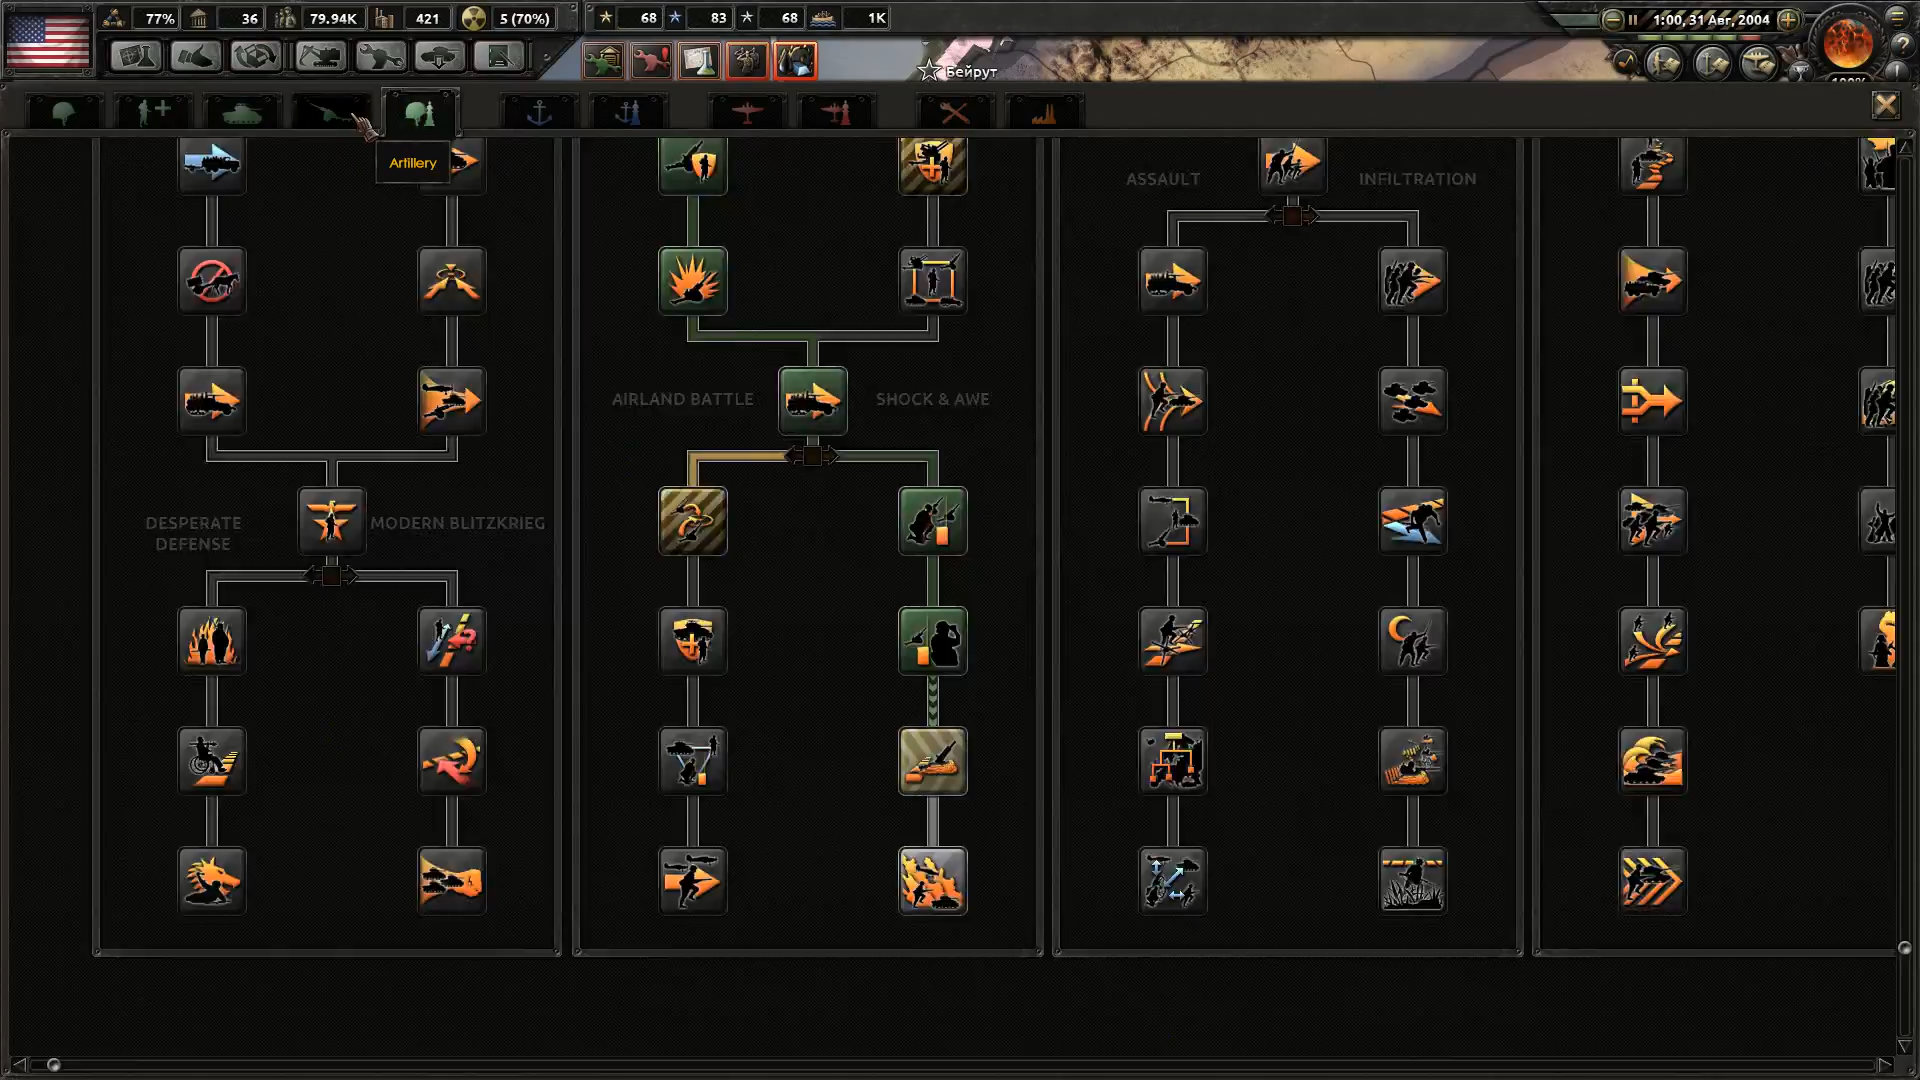 77% 36 79.94K 421 5 (70%) 68 83 68 1K
1:00, 31 Авг, 2004
Бейрут
100%
Artillery
ASSAULT INFILTRATION
AIRLAND BATTLE SHOCK & AWE
DESPERATE
DEFENSE
MODERN BLITZKRIEG